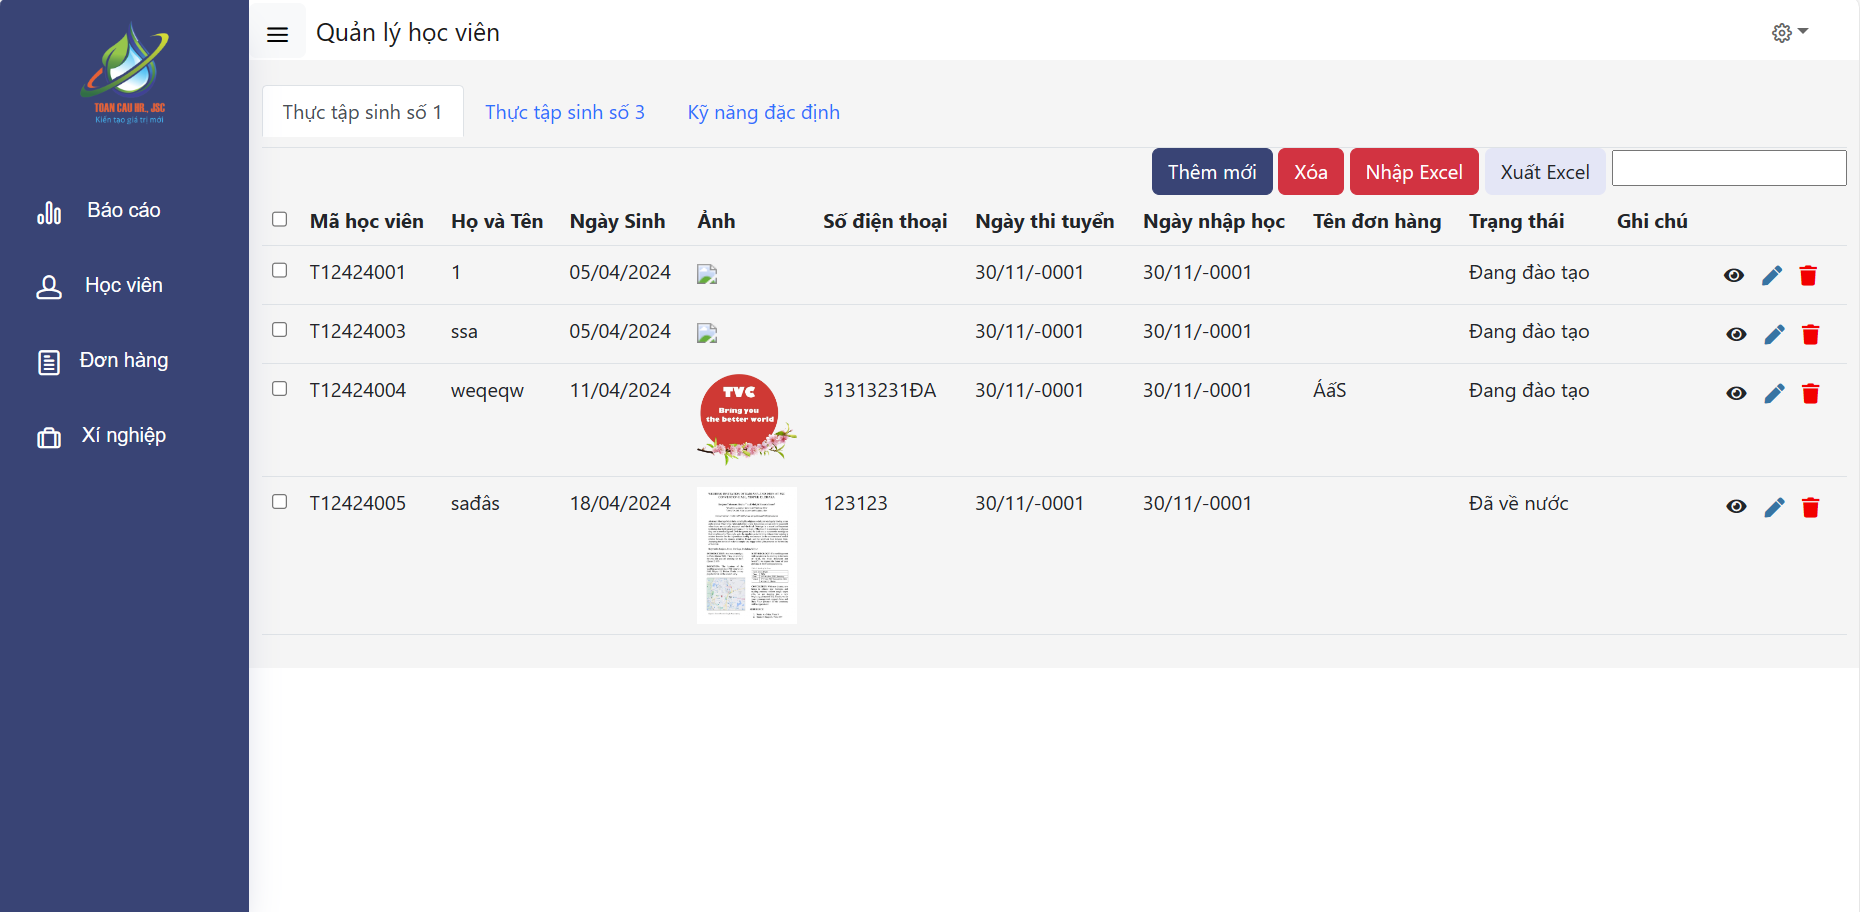 TOAN CAU HR., JSC
Kiến tạo giá trị mới
Báo cáo
Học viên
Đơn hàng
Xí nghiệp
Quản lý học viên
Thực tập sinh số 1 Thực tập sinh số 3 Kỹ năng đặc định
Thêm mới Xóa Nhập Excel Xuất Excel
Mã học viên Họ và Tên Ngày Sinh Ảnh Số điện thoại Ngày thi tuyển Ngày nhập học Tên đơn hàng Trạng thái Ghi chú
T12424001 1 05/04/2024 30/11/-0001 30/11/-0001 Đang đào tạo
T12424003 ssa 05/04/2024 30/11/-0001 30/11/-0001 Đang đào tạo
T12424004 weqeqw 11/04/2024 31313231ĐA 30/11/-0001 30/11/-0001 ÁấS Đang đào tạo
TVC
Bring you
the better world
T12424005 sađâs 18/04/2024 123123 30/11/-0001 30/11/-0001 Đã về nước